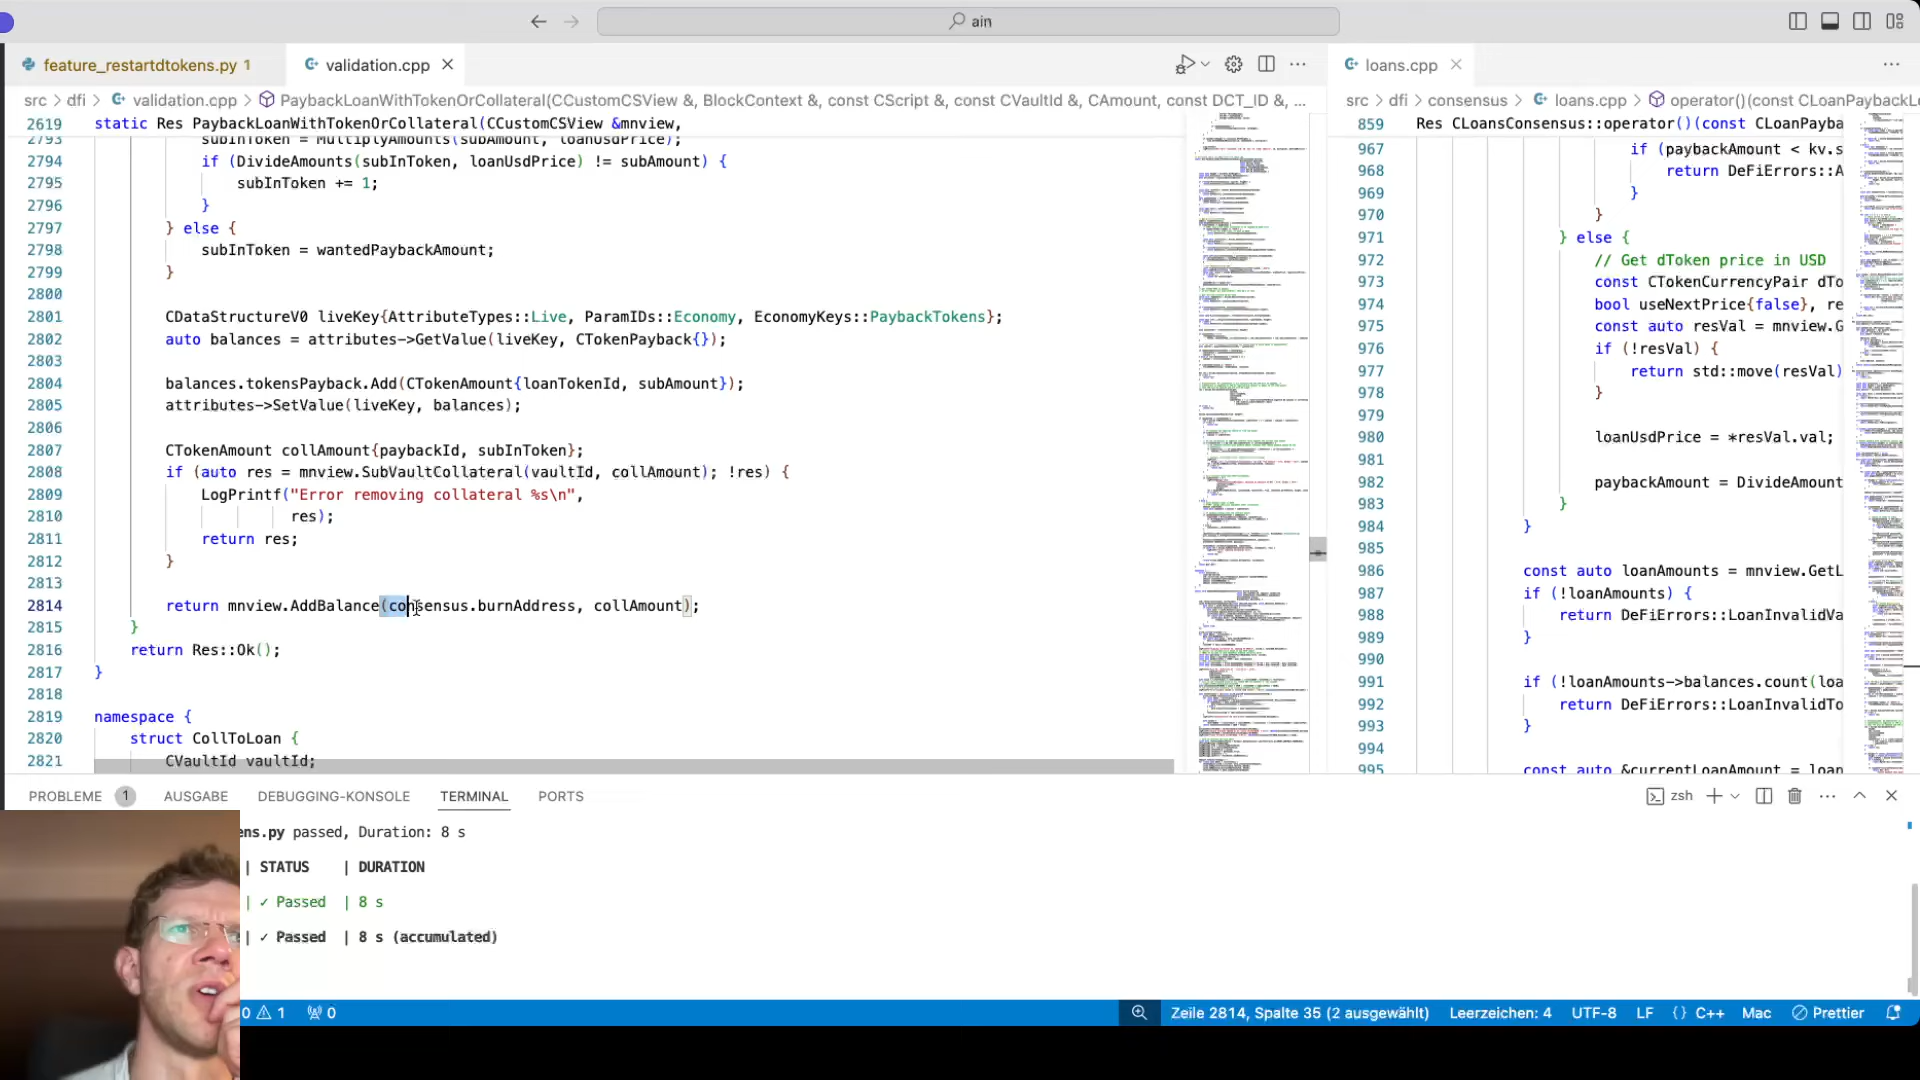 ain
feature_restartdtokens.py 1
validation.cpp
src > dfi > validation.cpp > PaybackLoanWithTokenOrCollateral(CCustomCSView &, BlockContext &, const CScript &, const CVaultId &, CAmount, const DCT_ID &, ...
2619 static Res PaybackLoanWithTokenOrCollateral(CCustomCSView &mnview,
2793 subInToken = MultiplyAmounts(subAmount, loanUsdPrice);
2794 if (DivideAmounts(subInToken, loanUsdPrice) != subAmount) {
2795 subInToken += 1;
2796 }
2797 } else {
2798 subInToken = wantedPaybackAmount;
2799 }
2800
2801 CDataStructureV0 liveKey{AttributeTypes::Live, ParamIDs::Economy, EconomyKeys::PaybackTokens};
2802 auto balances = attributes->GetValue(liveKey, CTokenPayback{});
2803
2804 balances.tokensPayback.Add(CTokenAmount{loanTokenId, subAmount});
2805 attributes->SetValue(liveKey, balances);
2806
2807 CTokenAmount collAmount{paybackId, subInToken};
2808 if (auto res = mnview.SubVaultCollateral(vaultId, collAmount); !res) {
2809 LogPrintf("Error removing collateral %s\n",
2810 res);
2811 return res;
2812 }
2813
2814 return mnview.AddBalance(consensus.burnAddress, collAmount);
2815 }
2816 return Res::Ok();
2817 }
2818
2819 namespace {
2820 struct CollToLoan {
2821 CVaultId vaultId;
loans.cpp
src > dfi > consensus > loans.cpp > operator()(const CLoanPaybackL
859 Res CLoansConsensus::operator()(const CLoanPayba
967 if (paybackAmount < kv.s
968 return DeFiErrors::A
969 }
970 }
971 } else {
972 // Get dToken price in USD
973 const CTokenCurrencyPair dTo
974 bool useNextPrice{false}, re
975 const auto resVal = mnview.G
976 if (!resVal) {
977 return std::move(resVal)
978 }
979
980 loanUsdPrice = *resVal.val;
981
982 paybackAmount = DivideAmount
983 }
984 }
985
986 const auto loanAmounts = mnview.GetL
987 if (!loanAmounts) {
988 return DeFiErrors::LoanInvalidVa
989 }
990
991 if (!loanAmounts->balances.count(loa
992 return DeFiErrors::LoanInvalidTo
993 }
994
995 const auto &currentLoanAmount = loan
PROBLEME 1 AUSGABE DEBUGGING-KONSOLE TERMINAL PORTS
zsh
ens.py passed, Duration: 8 s
| STATUS | DURATION
| ✓ Passed | 8 s
| ✓ Passed | 8 s (accumulated)
0 1 0 Zeile 2814, Spalte 35 (2 ausgewählt) Leerzeichen: 4 UTF-8 LF {} C++ Mac Prettier